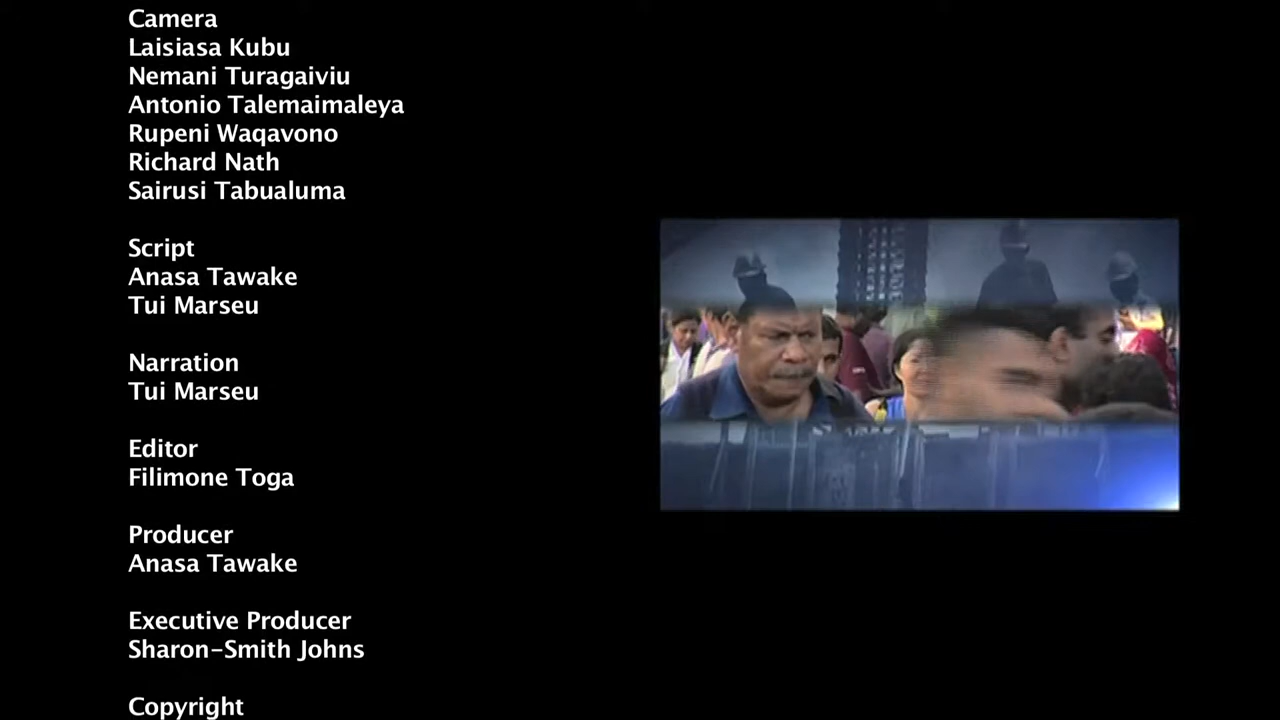 Camera
Laisiasa Kubu
Nemani Turagaiviu
Antonio Talemaimaleya
Rupeni Waqavono
Richard Nath
Sairusi Tabualuma
Script
Anasa Tawake
Tui Marseu
Narration
Tui Marseu
Editor
Filimone Toga
Producer
Anasa Tawake
Executive Producer
Sharon-Smith Johns
Copyright